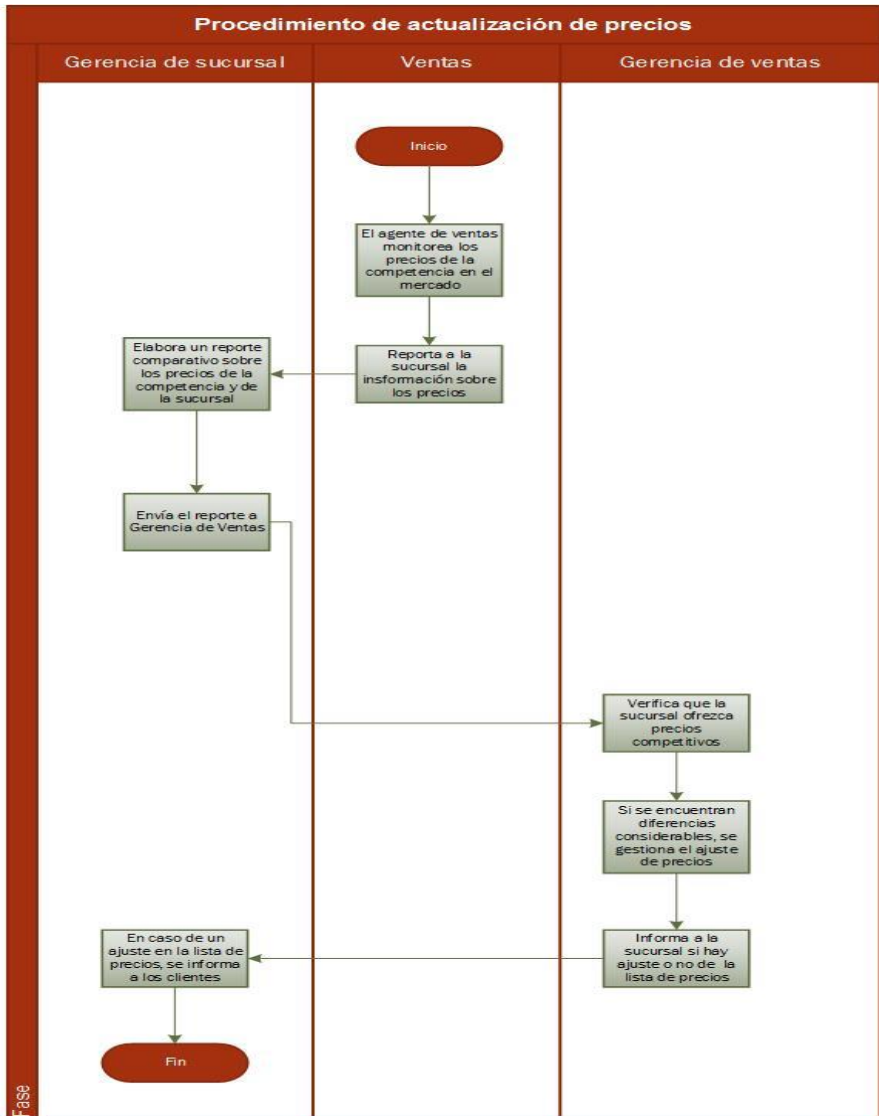 Procedimiento de actualización de precios
Gerencia de sucursal
Ventas
Gerencia de ventas
Inicio
El agente de ventas
monitorea los
precios de la
competencia en el
mercado
Reporta a la
sucursal la
insformación sobre
los precios
Elabora un reporte
comparativo sobre
los precios de la
competencia y de
la sucursal
Envía el reporte a
Gerencia de Ventas
Verifica que la
sucursal ofrezca
precios
competitivos
Si se encuentran
diferencias
considerables, se
gestiona el ajuste
de precios
Informa a la
sucursal si hay
ajuste o no de la
lista de precios
En caso de un
ajuste en la lista de
precios, se informa
a los clientes
Fin
Fase